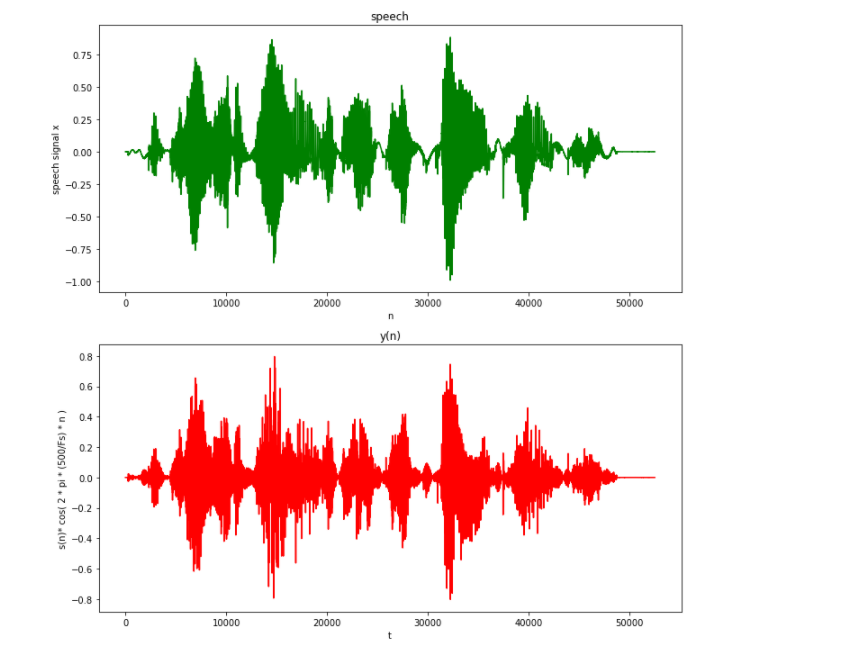 speech
0.75
0.50
0.25
0.00
−0.25
−0.50
−0.75
−1.00
speech signal x
0 10000 20000 30000 40000 50000
n
y(n)
0.8
0.6
0.4
0.2
0.0
−0.2
−0.4
−0.6
−0.8
s(n)* cos( 2 * pi * (500/Fs) * n )
0 10000 20000 30000 40000 50000
t